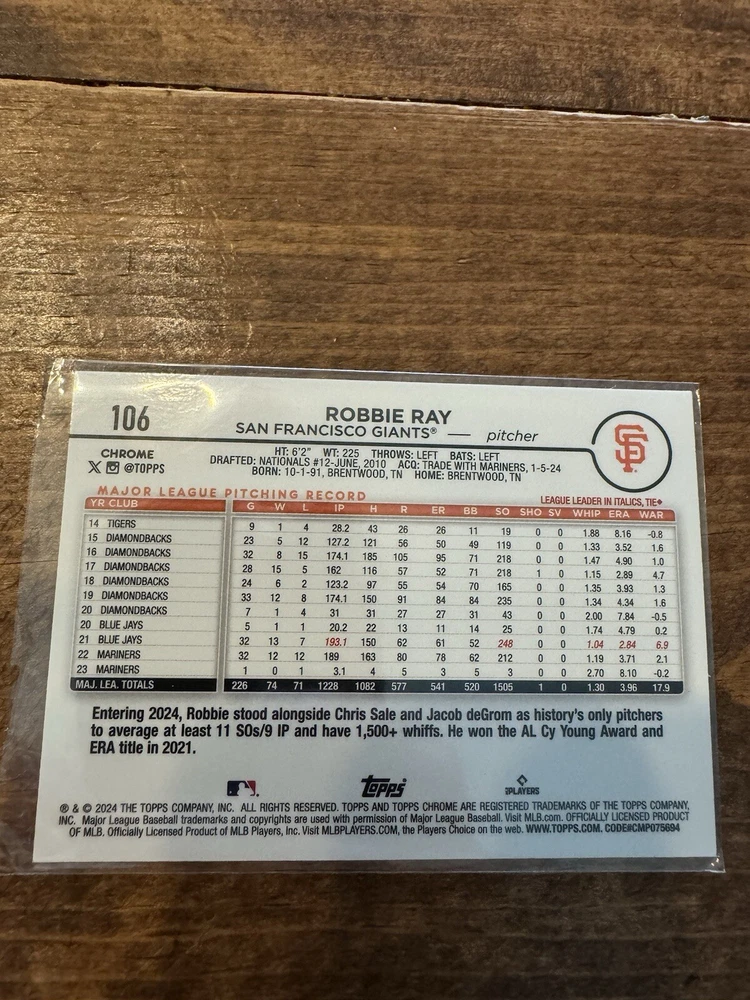 106
ROBBIE RAY
SAN FRANCISCO GIANTS® — pitcher
SF
CHROME
X @TOPPS
HT: 6'2" WT: 225 THROWS: LEFT BATS: LEFT
DRAFTED: NATIONALS #12-JUNE, 2010 ACQ: TRADE WITH MARINERS, 1-5-24
BORN: 10-1-91, BRENTWOOD, TN HOME: BRENTWOOD, TN
MAJOR LEAGUE PITCHING RECORD LEAGUE LEADER IN ITALICS, TIE♦
YR CLUB G W L IP H R ER BB SO SHO SV WHIP ERA WAR
14 TIGERS 9 1 4 28.2 43 26 26 11 19 0 0 1.88 8.16 -0.8
15 DIAMONDBACKS 23 5 12 127.2 121 56 50 49 119 0 0 1.33 3.52 1.6
16 DIAMONDBACKS 32 8 15 174.1 185 105 95 71 218 0 0 1.47 4.90 1.0
17 DIAMONDBACKS 28 15 5 162 116 57 52 71 218 1 0 1.15 2.89 4.7
18 DIAMONDBACKS 24 6 2 123.2 97 55 54 70 165 0 0 1.35 3.93 1.3
19 DIAMONDBACKS 33 12 8 174.1 150 91 84 84 235 0 0 1.34 4.34 1.6
20 DIAMONDBACKS 7 1 4 31 31 27 27 31 43 0 0 2.00 7.84 -0.5
20 BLUE JAYS 5 1 1 20.2 22 13 11 14 25 0 0 1.74 4.79 0.2
21 BLUE JAYS 32 13 7 193.1 150 62 61 52 248 0 0 1.04 2.84 6.9
22 MARINERS 32 12 12 189 163 80 78 62 212 0 0 1.19 3.71 2.1
23 MARINERS 1 0 1 3.1 4 5 3 5 3 0 0 2.70 8.10 -0.2
MAJ. LEA. TOTALS 226 74 71 1228 1082 577 541 520 1505 1 0 1.30 3.96 17.9
Entering 2024, Robbie stood alongside Chris Sale and Jacob deGrom as history's only pitchers
to average at least 11 SOs/9 IP and have 1,500+ whiffs. He won the AL Cy Young Award and
ERA title in 2021.
Topps
PLAYERS
® & © 2024 THE TOPPS COMPANY, INC. ALL RIGHTS RESERVED. TOPPS AND TOPPS CHROME ARE REGISTERED TRADEMARKS OF THE TOPPS COMPANY,
INC. Major League Baseball trademarks and copyrights are used with permission of Major League Baseball. Visit MLB.com. OFFICIALLY LICENSED PRODUCT
OF MLB. Officially Licensed Product of MLB Players, Inc. Visit MLBPLAYERS.COM, the Players Choice on the web. WWW.TOPPS.COM. CODE#CMP075694